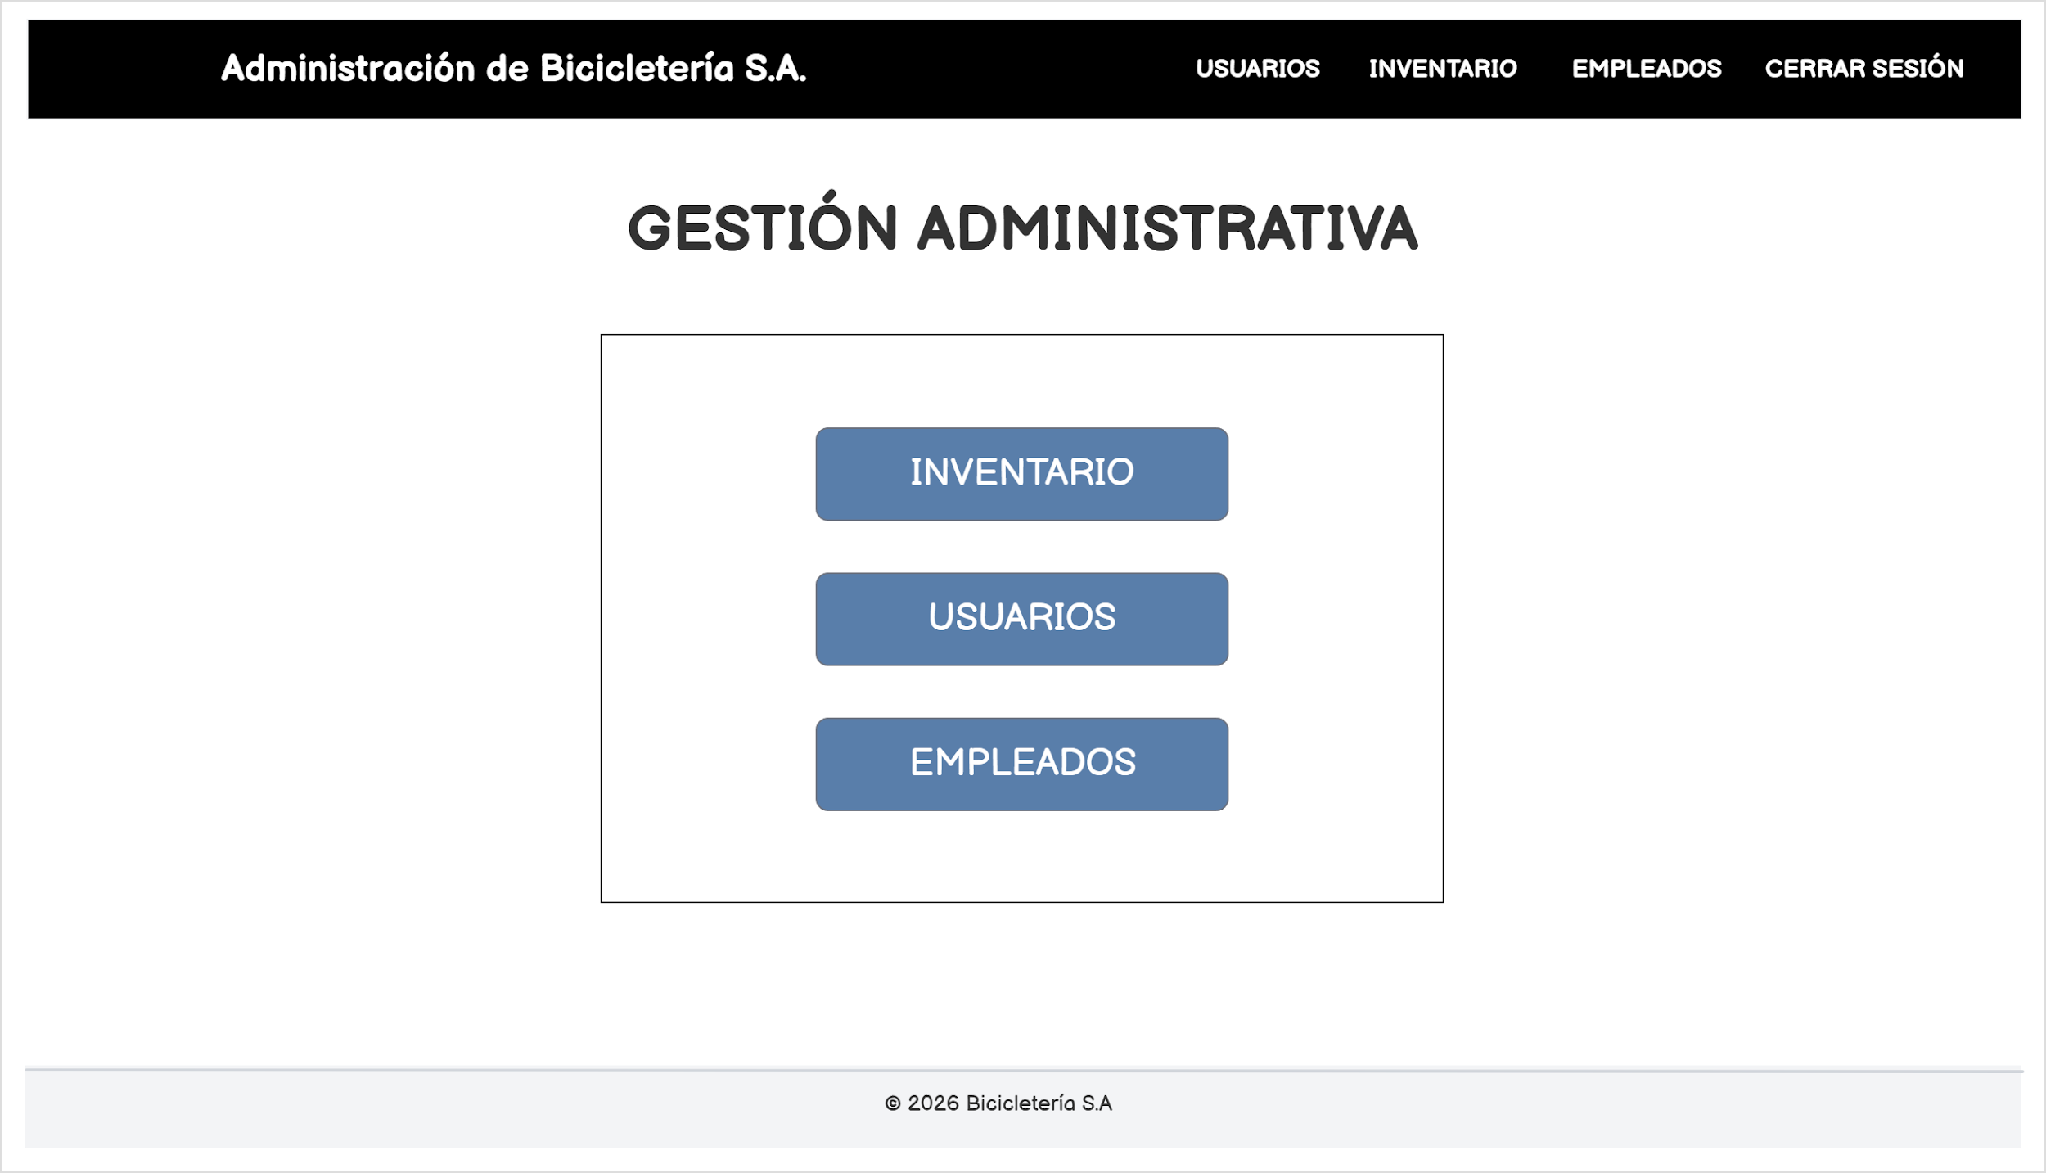 Administración de Bicicletería S.A. USUARIOS INVENTARIO EMPLEADOS CERRAR SESIÓN
GESTIÓN ADMINISTRATIVA
INVENTARIO
USUARIOS
EMPLEADOS
© 2026 Bicicletería S.A